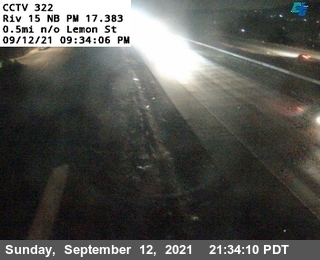 CCTV 322
Riv 15 NB PM 17.383
0.5mi n/o Lemon St
09/12/21 09:34:06 PM
Sunday, September 12, 2021 21:34:10 PDT